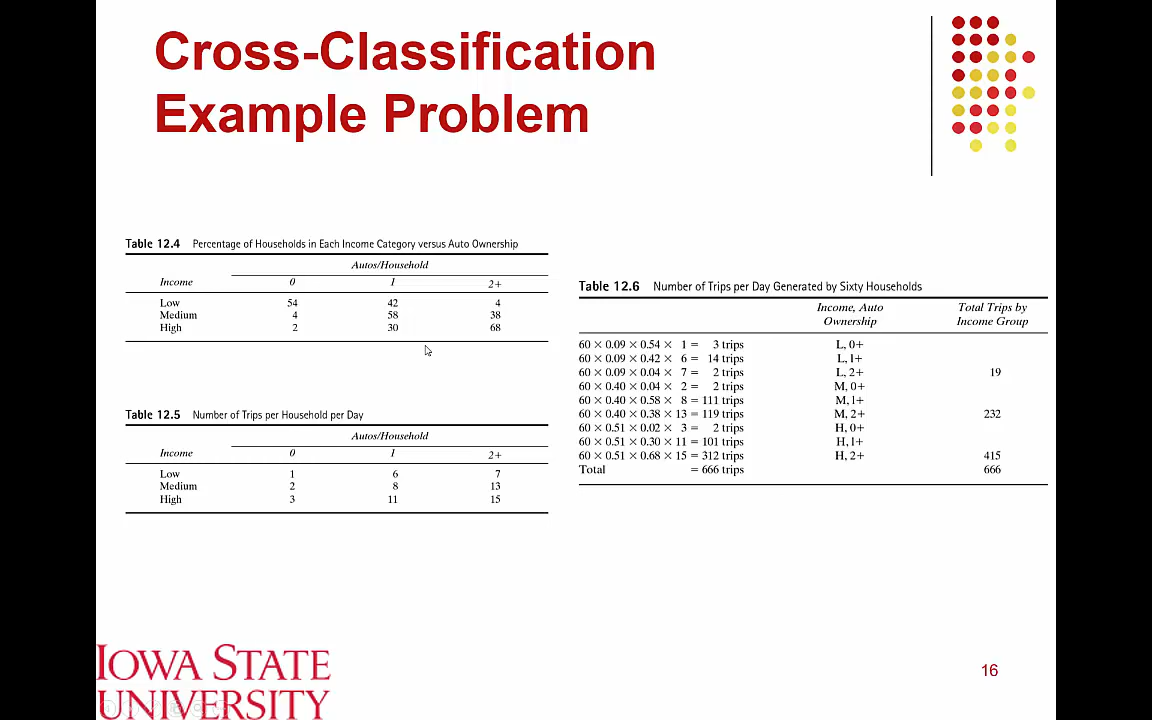 Cross-Classification
Example Problem
Table 12.4 Percentage of Households in Each Income Category versus Auto Ownership
Autos/Household
Income 0 1 2+
Low 54 42 4
Medium 4 58 38
High 2 30 68
Table 12.5 Number of Trips per Household per Day
Autos/Household
Income 0 1 2+
Low 1 6 7
Medium 2 8 13
High 3 11 15
Table 12.6 Number of Trips per Day Generated by Sixty Households
Income, Auto Total Trips by
Ownership Income Group
60 × 0.09 × 0.54 × 1 = 3 trips L, 0+
60 × 0.09 × 0.42 × 6 = 14 trips L, 1+
60 × 0.09 × 0.04 × 7 = 2 trips L, 2+ 19
60 × 0.40 × 0.04 × 2 = 2 trips M, 0+
60 × 0.40 × 0.58 × 8 = 111 trips M, 1+
60 × 0.40 × 0.38 × 13 = 119 trips M, 2+ 232
60 × 0.51 × 0.02 × 3 = 2 trips H, 0+
60 × 0.51 × 0.30 × 11 = 101 trips H, 1+
60 × 0.51 × 0.68 × 15 = 312 trips H, 2+ 415
Total = 666 trips 666
IOWA STATE
UNIVERSITY
16